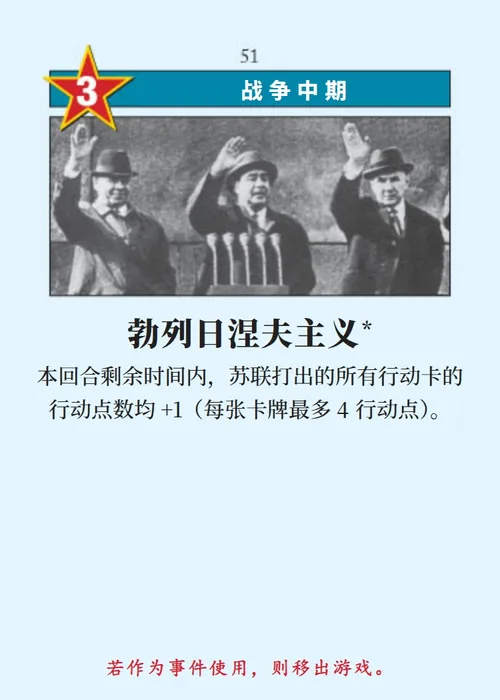 51
3
战争中期
勃列日涅夫主义*
本回合剩余时间内，苏联打出的所有行动卡的
行动点数均 +1（每张卡牌最多 4 行动点）。
若作为事件使用，则移出游戏。